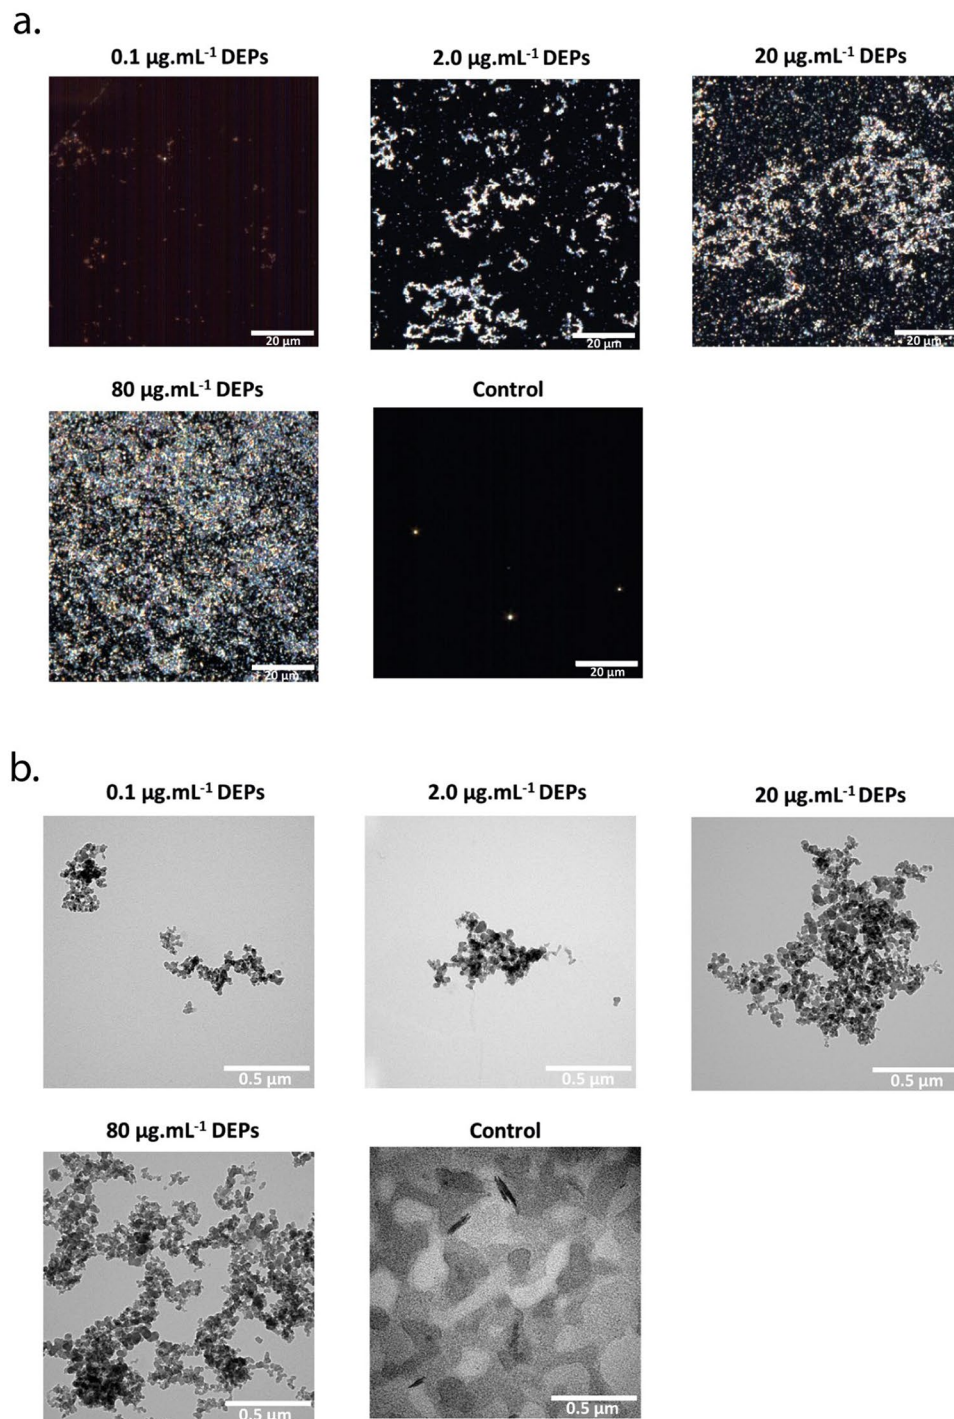 a.
0.1 µg.mL⁻¹ DEPs
2.0 µg.mL⁻¹ DEPs
20 µg.mL⁻¹ DEPs
20 µm
20 µm
20 µm
80 µg.mL⁻¹ DEPs
Control
20 µm
20 µm
b.
0.1 µg.mL⁻¹ DEPs
2.0 µg.mL⁻¹ DEPs
20 µg.mL⁻¹ DEPs
0.5 µm
0.5 µm
0.5 µm
80 µg.mL⁻¹ DEPs
Control
0.5 µm
0.5 µm